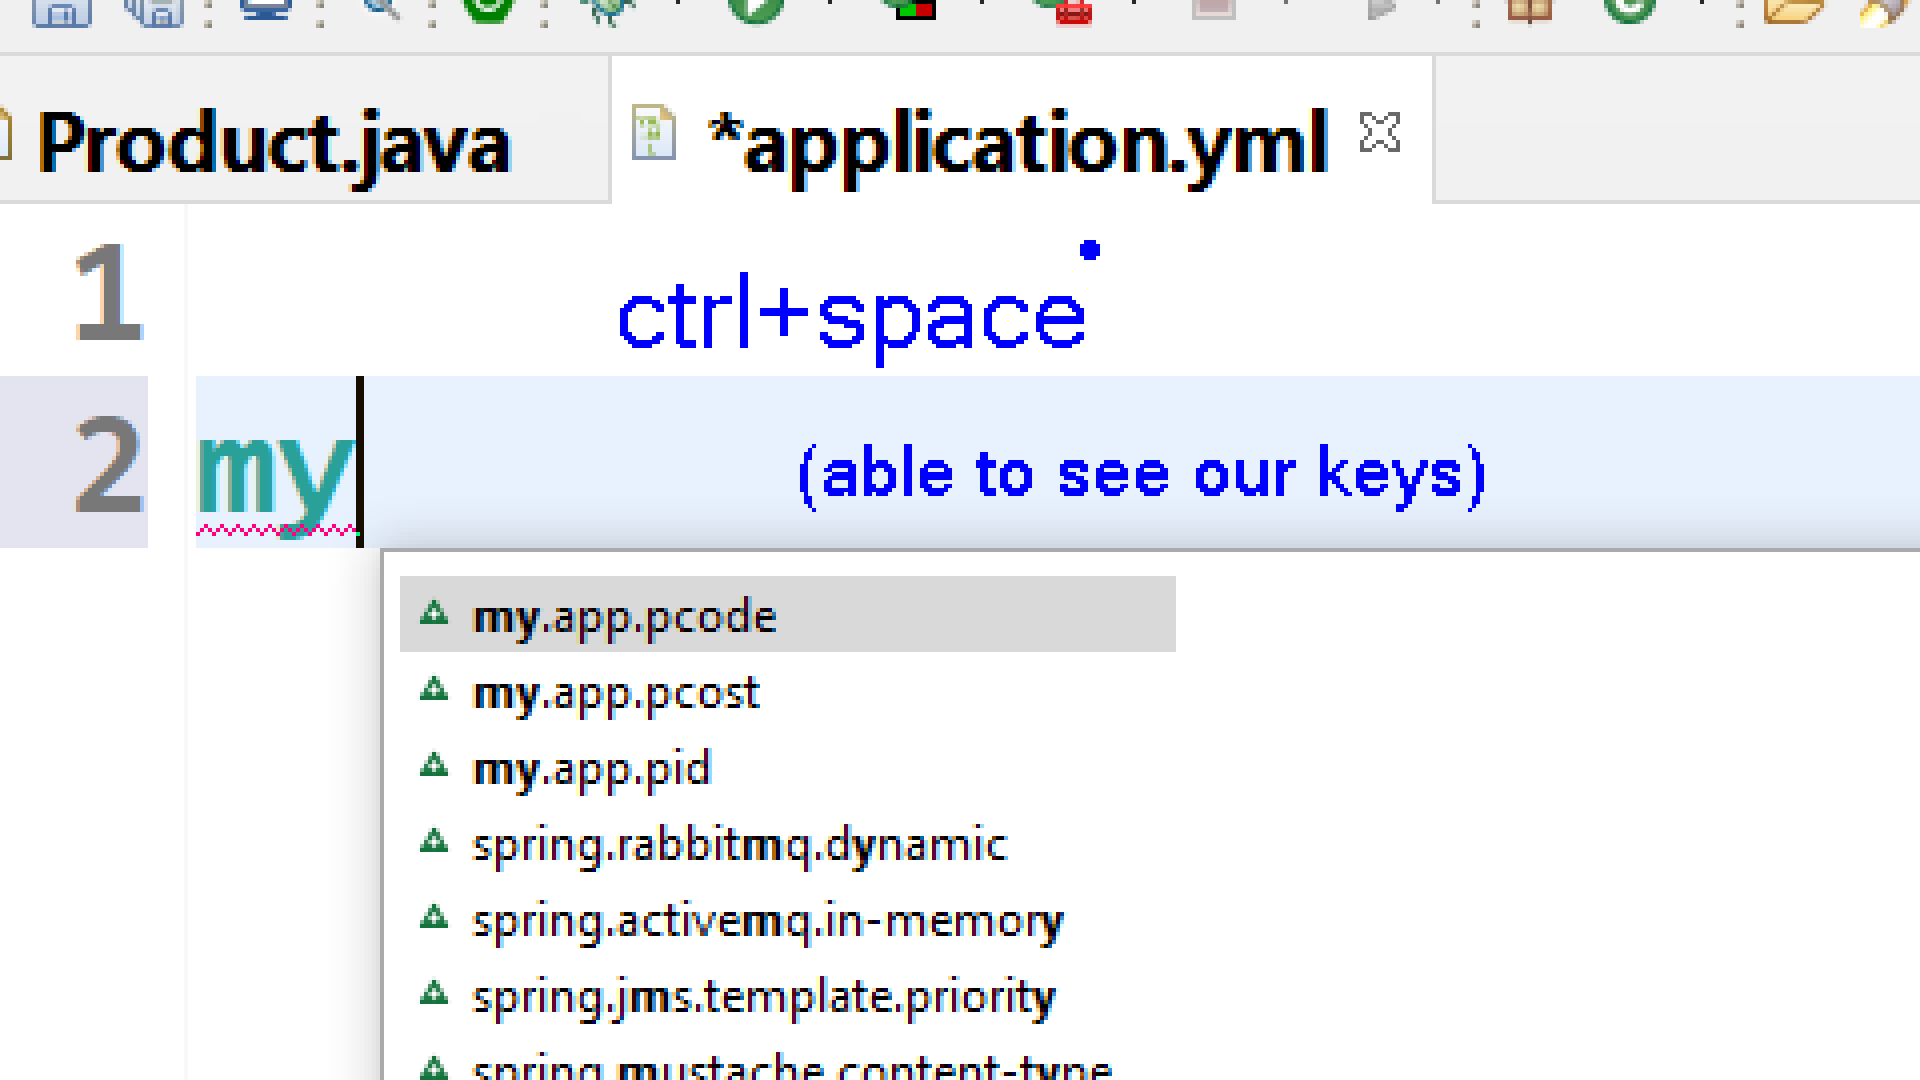 Product.java
*application.yml
1
ctrl+space
2
my
(able to see our keys)
my.app.pcode
my.app.pcost
my.app.pid
spring.rabbitmq.dynamic
spring.activemq.in-memory
spring.jms.template.priority
spring.mustache.content-type